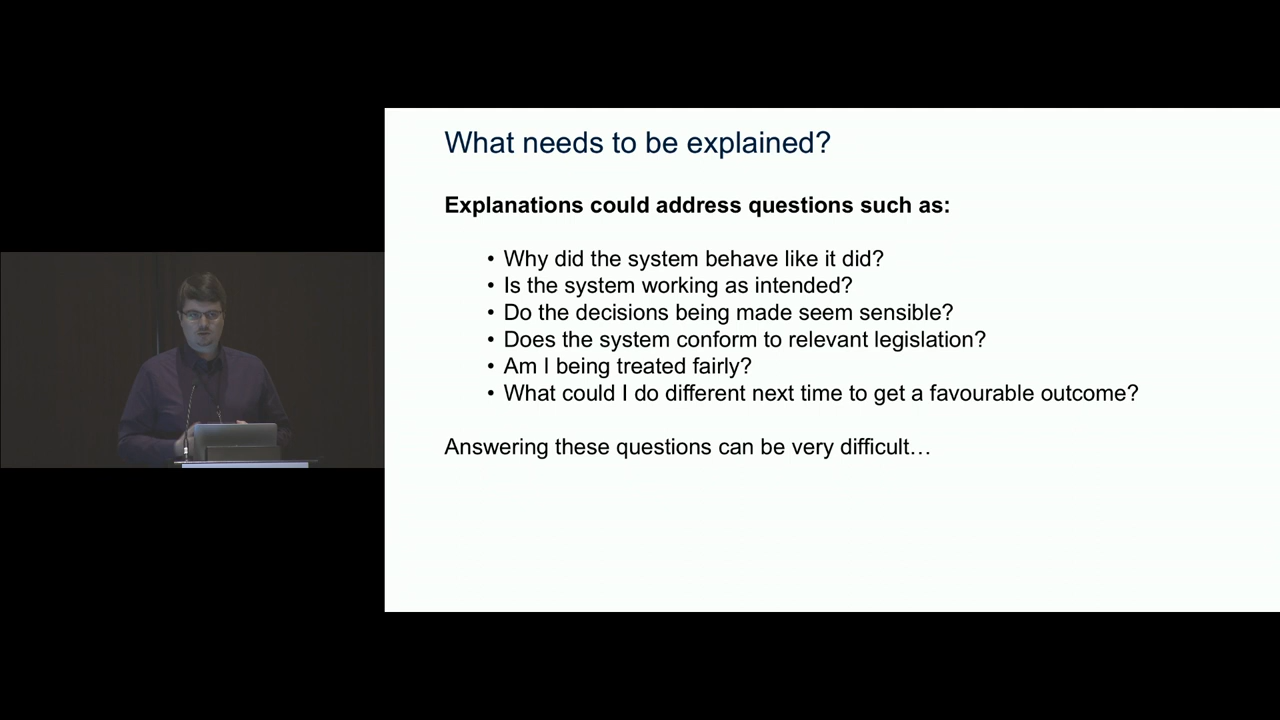 What needs to be explained?
Explanations could address questions such as:
• Why did the system behave like it did?
• Is the system working as intended?
• Do the decisions being made seem sensible?
• Does the system conform to relevant legislation?
• Am I being treated fairly?
• What could I do different next time to get a favourable outcome?
Answering these questions can be very difficult…